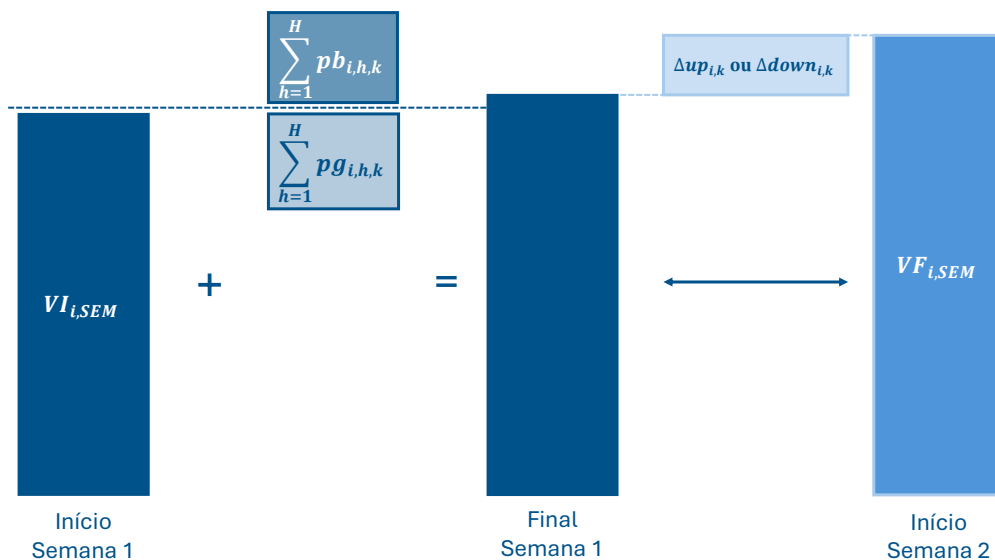 H
∑ pb_{i,h,k}
h=1
H
∑ pg_{i,h,k}
h=1
Δup_{i,k} ou Δdown_{i,k}
VI_{i,SEM}
+
=
VF_{i,SEM}
Início
Semana 1
Final
Semana 1
Início
Semana 2